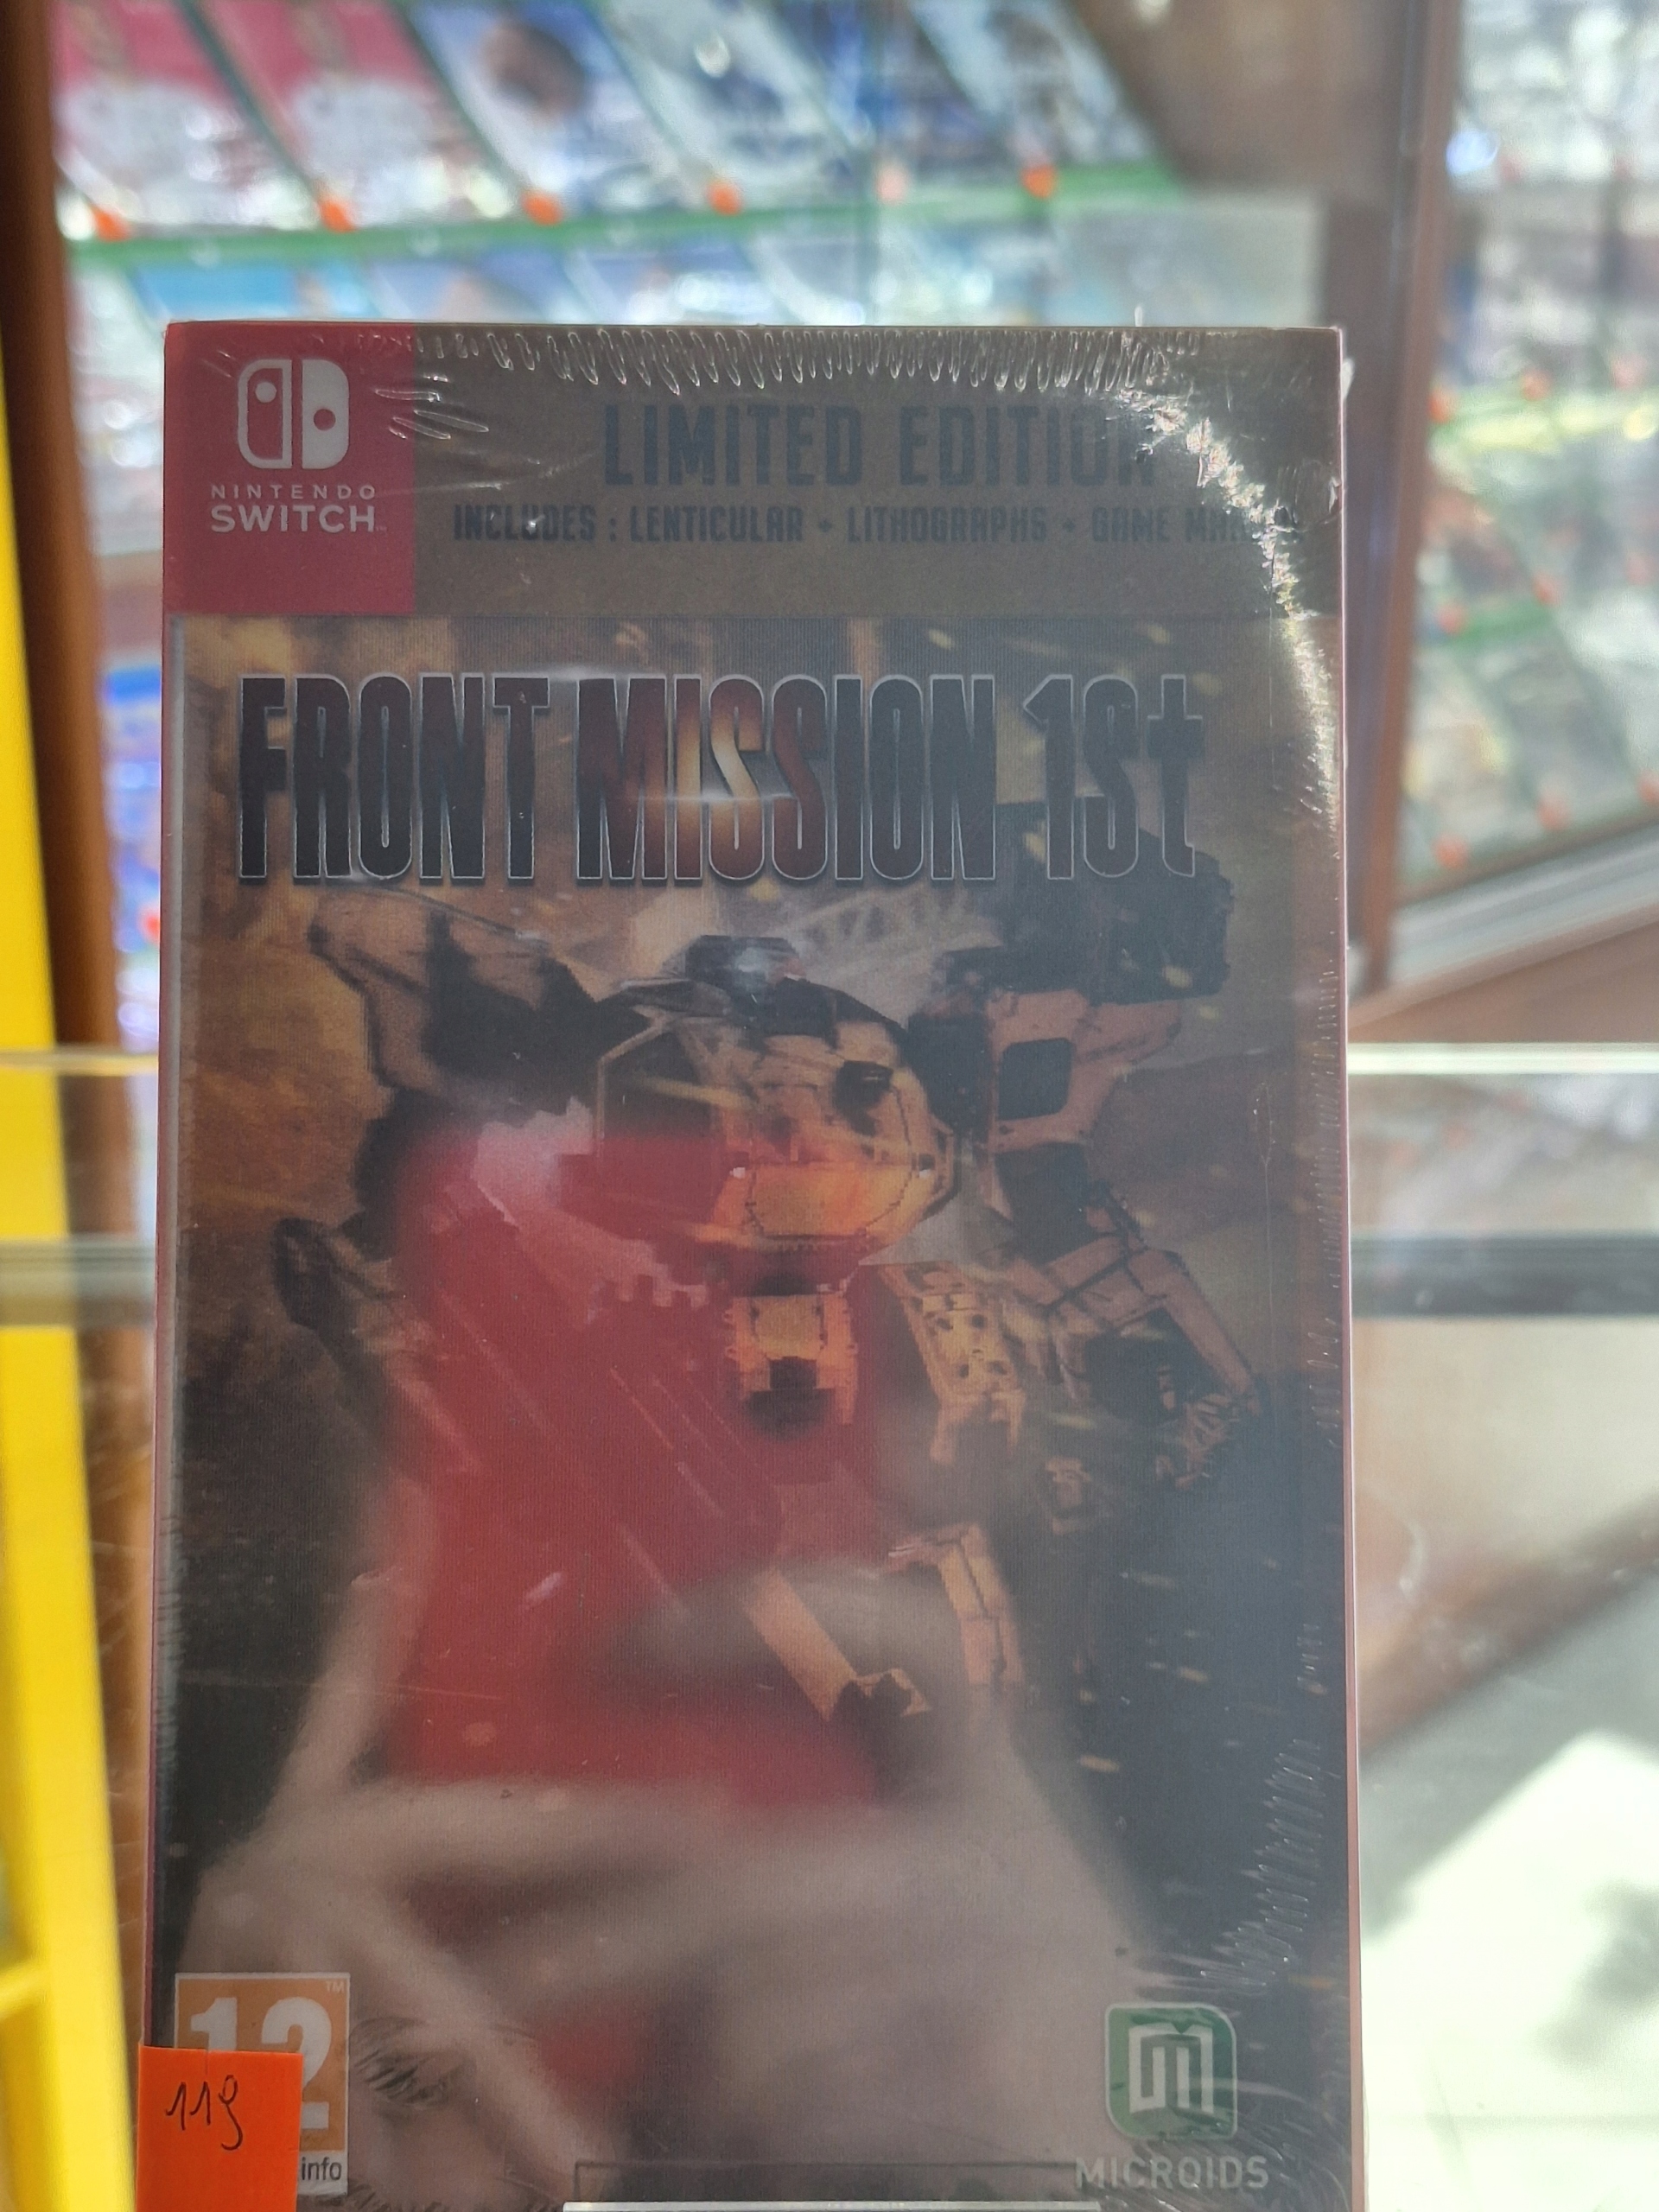 LIMITED EDITION
INCLUDES : LENTICULAR + LITHOGRAPHS + GAME
NINTENDO
SWITCH
FRONT MISSION 1St
12
119
info
MICROIDS